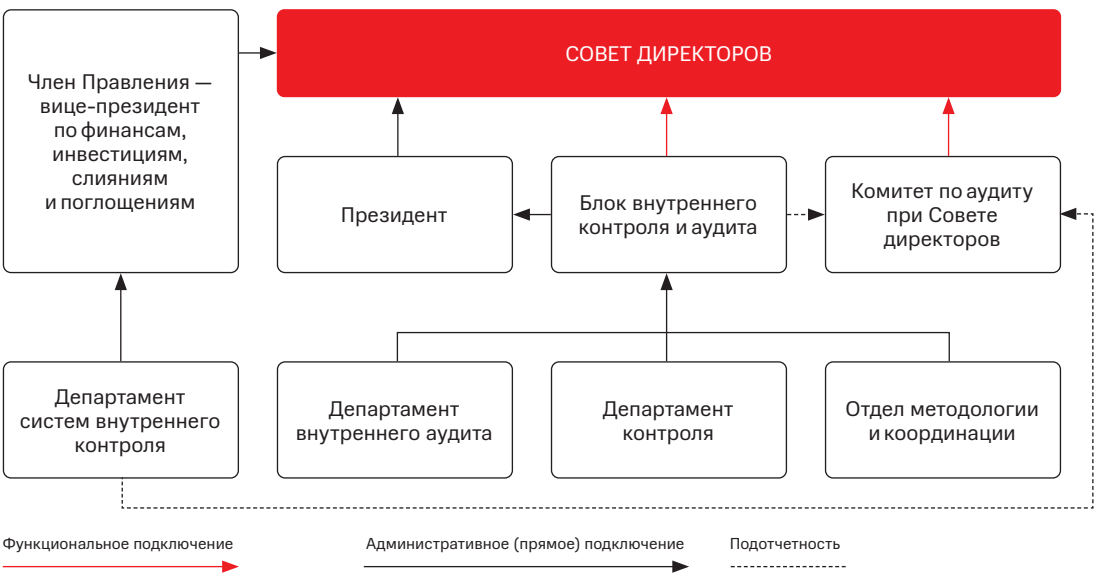 СОВЕТ ДИРЕКТОРОВ
Член Правления —
вице-президент
по финансам,
инвестициям,
слияниям
и поглощениям
Президент
Блок внутреннего
контроля и аудита
Комитет по аудиту
при Совете
директоров
Департамент
систем внутреннего
контроля
Департамент
внутреннего аудита
Департамент
контроля
Отдел методологии
и координации
Функциональное подключение
Административное (прямое) подключение
Подотчетность